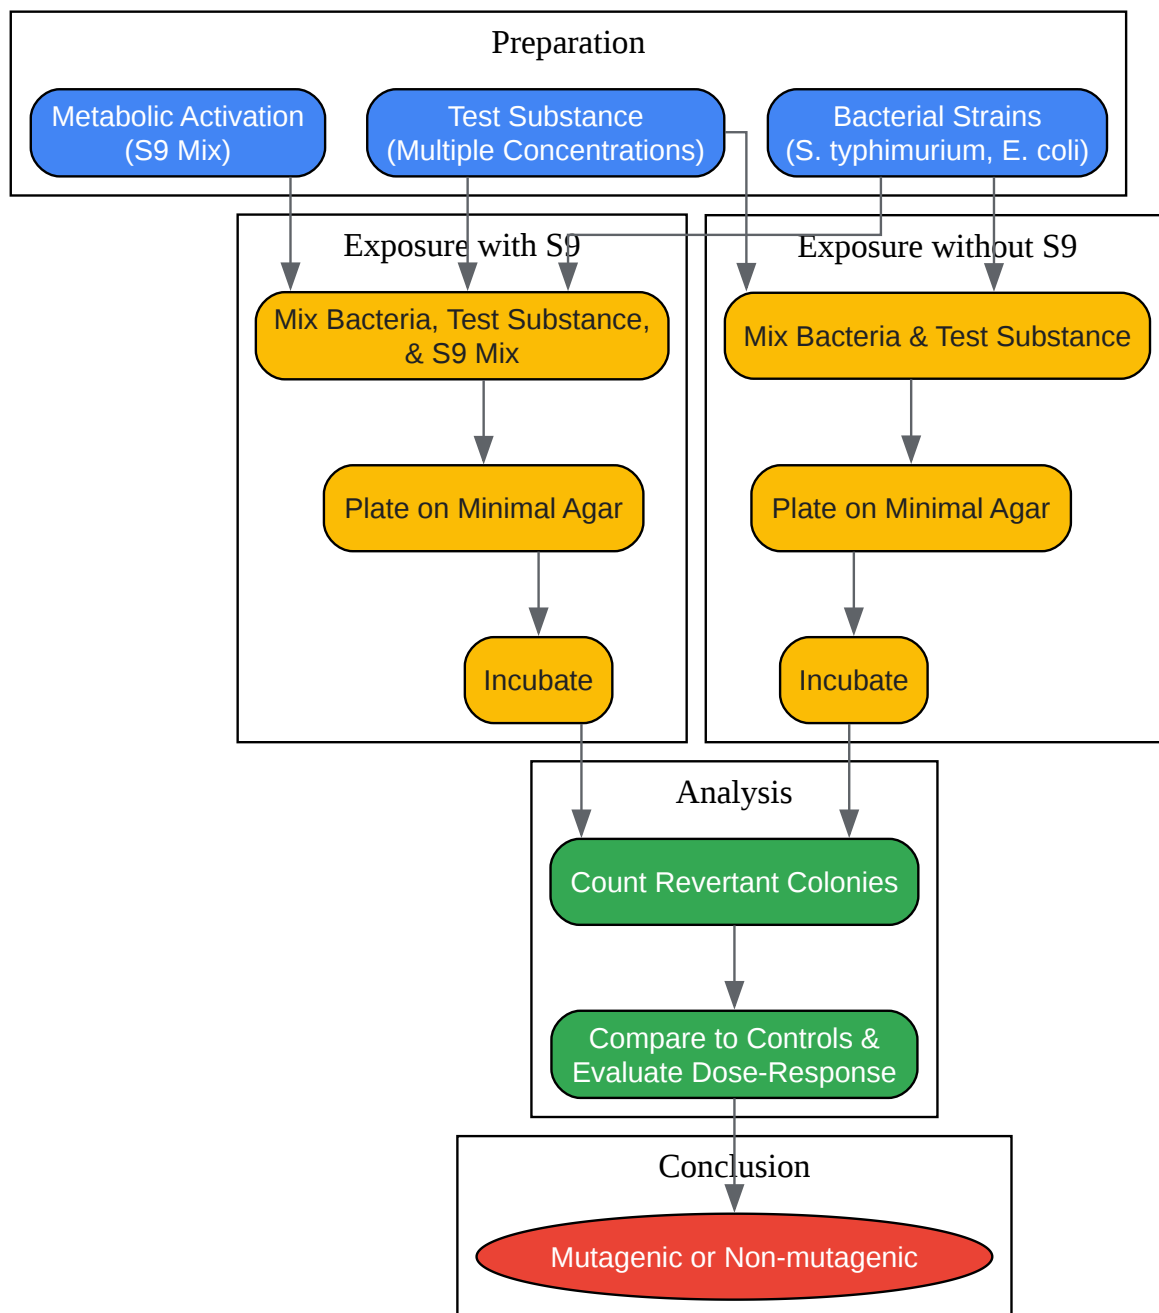 Preparation
Metabolic Activation
(S9 Mix)
Test Substance
(Multiple Concentrations)
Bacterial Strains
(S. typhimurium, E. coli)
Exposure with S9
Mix Bacteria, Test Substance,
& S9 Mix
Plate on Minimal Agar
Incubate
Exposure without S9
Mix Bacteria & Test Substance
Plate on Minimal Agar
Incubate
Analysis
Count Revertant Colonies
Compare to Controls &
Evaluate Dose-Response
Conclusion
Mutagenic or Non-mutagenic